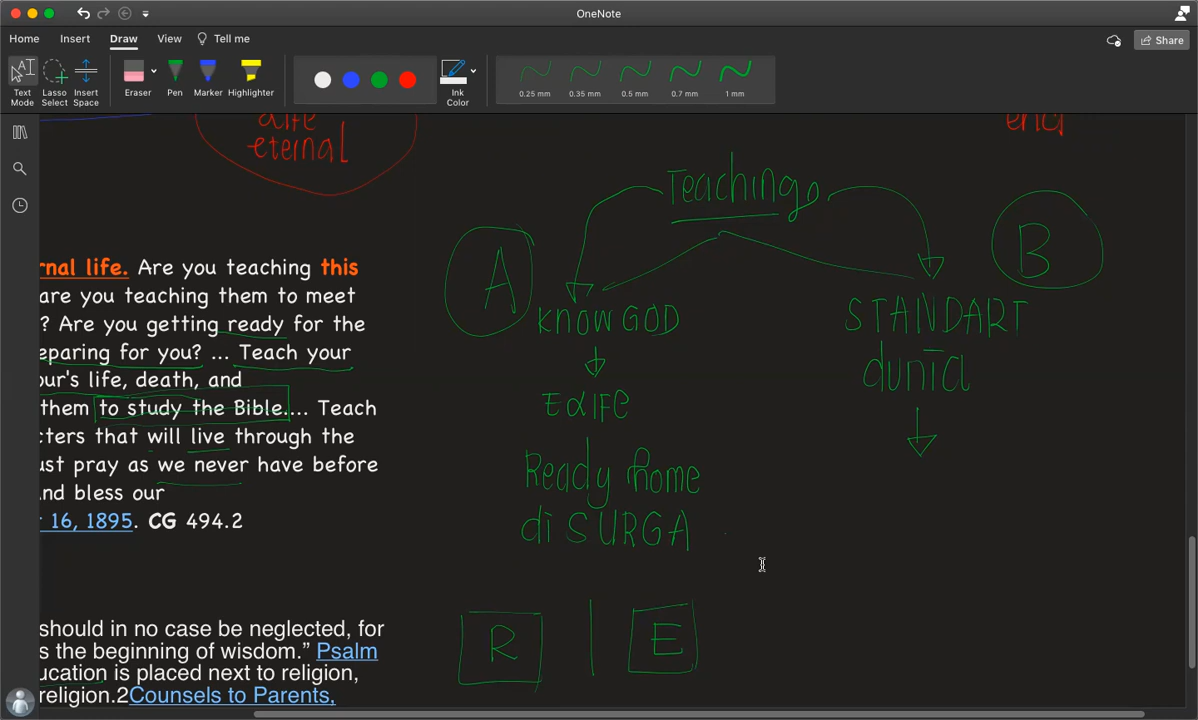 OneNote
Home Insert Draw View Tell me
Share
Text Mode
Lasso Select
Insert Space
Eraser
Pen
Marker
Highlighter
Ink Color
0.25 mm 0.35 mm 0.5 mm 0.7 mm 1 mm
eternal
end
Teaching
A
B
KNOW GOD
STANDART
dunia
Ready home
di SURGA
R E
rnal life. Are you teaching this
are you teaching them to meet
? Are you getting ready for the
eparing for you? ... Teach your
our's life, death, and
them to study the Bible.... Teach
cters that will live through the
ust pray as we never have before
and bless our
16, 1895. CG 494.2
should in no case be neglected, for
s the beginning of wisdom.” Psalm
ucation is placed next to religion,
religion.2Counsels to Parents,